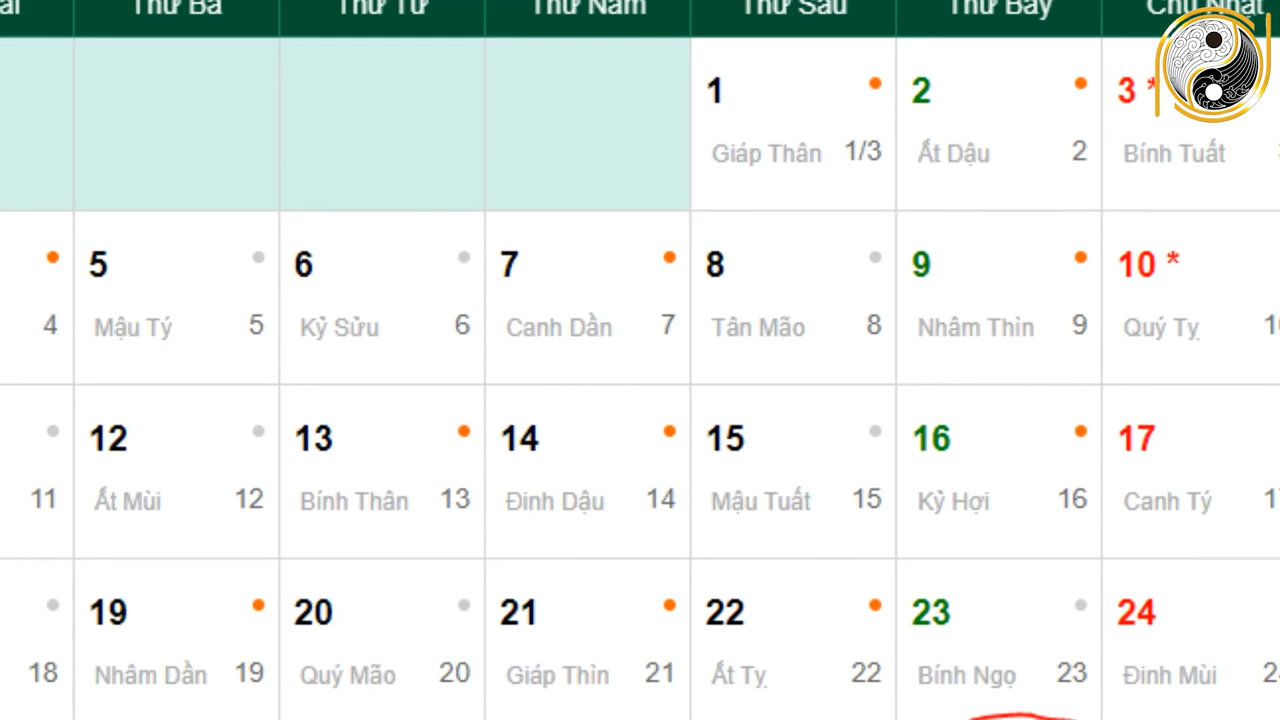 Thứ Ba Thứ Tư Thứ Năm Thứ Sáu Thứ Bảy Chủ Nhật
1 2 3 *
Giáp Thân 1/3 Ất Dậu 2 Bính Tuất
5 6 7 8 9 10 *
4 Mậu Tý 5 Kỷ Sửu 6 Canh Dần 7 Tân Mão 8 Nhâm Thìn 9 Quý Tỵ
12 13 14 15 16 17
11 Ất Mùi 12 Bính Thân 13 Đinh Dậu 14 Mậu Tuất 15 Kỷ Hợi 16 Canh Tý
19 20 21 22 23 24
18 Nhâm Dần 19 Quý Mão 20 Giáp Thìn 21 Ất Tỵ 22 Bính Ngọ 23 Đinh Mùi